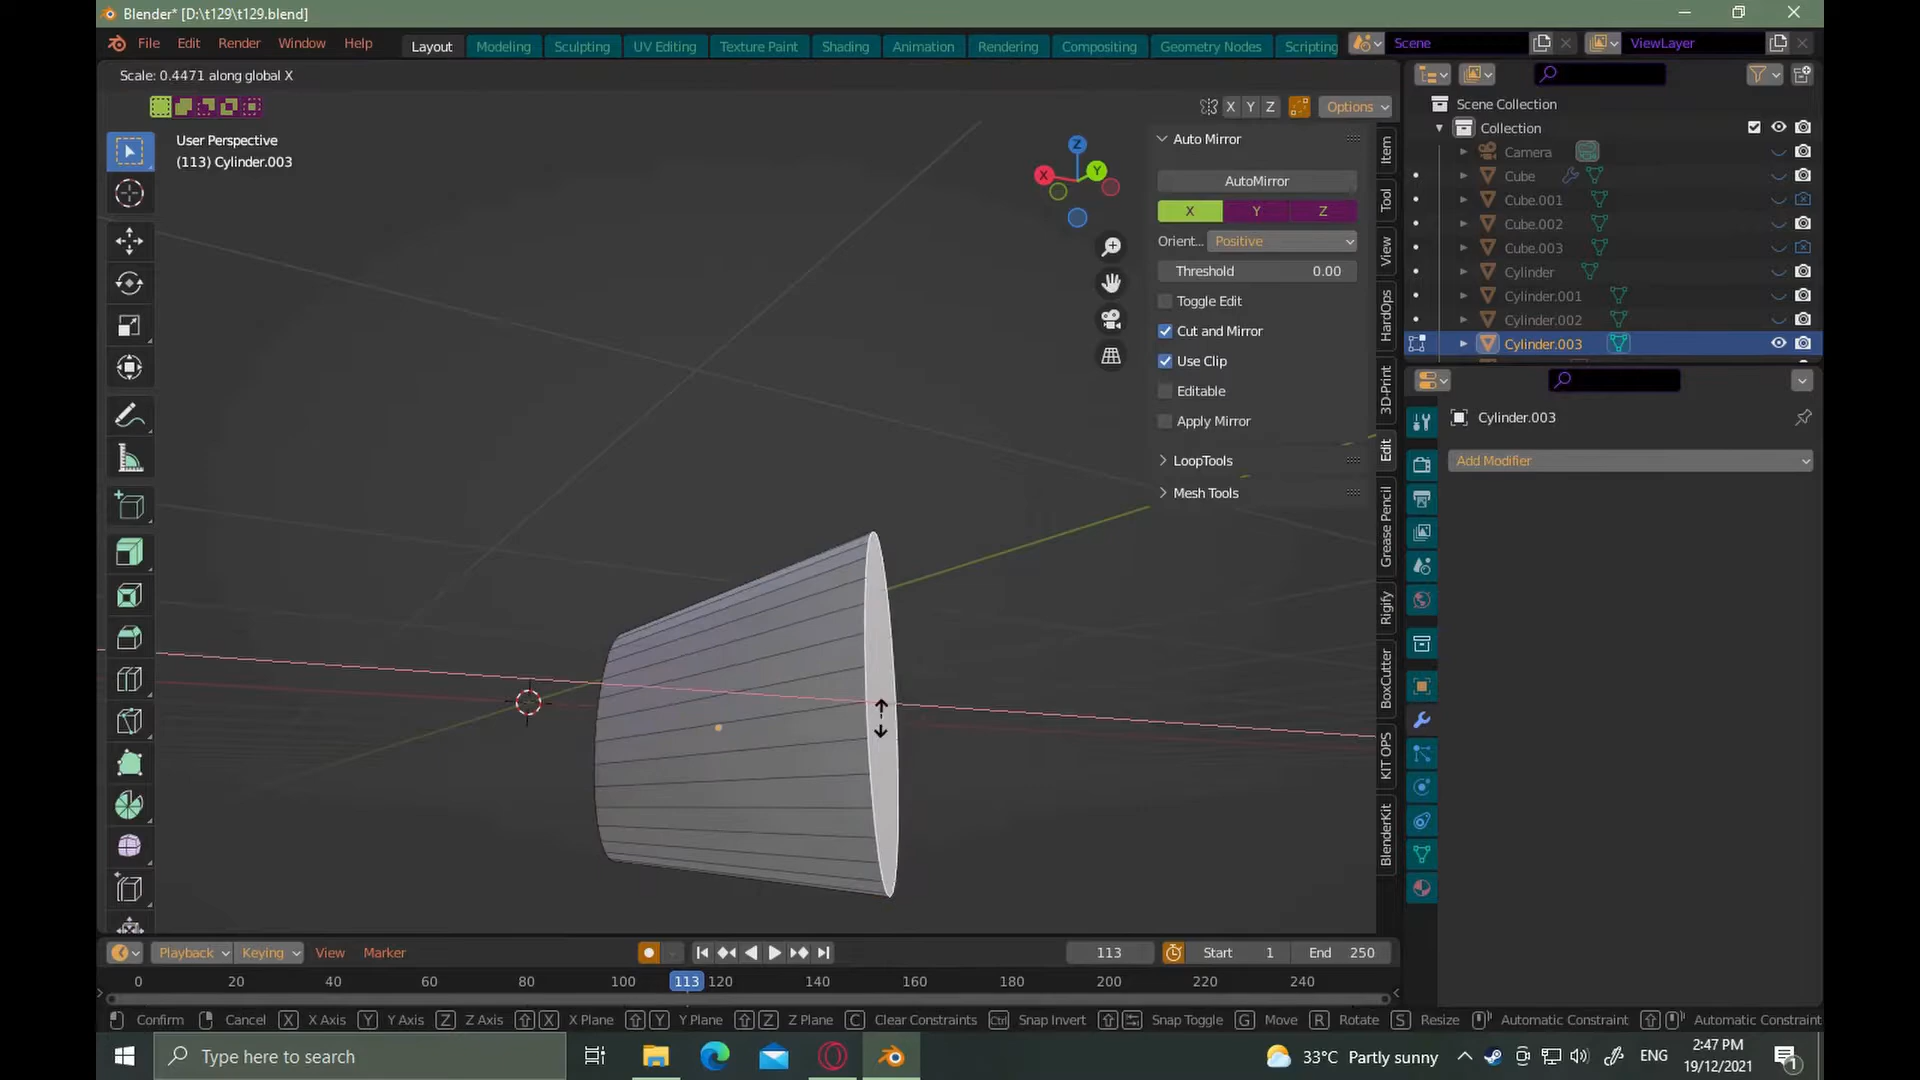 Blender* [D:\t129\t129.blend]
File Edit Render Window Help
Layout Modeling Sculpting UV Editing Texture Paint Shading Animation Rendering Compositing Geometry Nodes Scripting
Scene ViewLayer
Scale: 0.4471 along global X
X Y Z Options
User Perspective
(113) Cylinder.003
Z
X
Y
Auto Mirror
AutoMirror
X Y Z
Orient... Positive
Threshold 0.00
Toggle Edit
Cut and Mirror
Use Clip
Editable
Apply Mirror
LoopTools
Mesh Tools
Item
Tool
View
HardOps
3D-Print
Edit
Grease Pencil
Rigify
BoxCutter
KIT OPS
BlenderKit
Scene Collection
Collection
Camera
Cube
Cube.001
Cube.002
Cube.003
Cylinder
Cylinder.001
Cylinder.002
Cylinder.003
Cylinder.003
Add Modifier
Playback Keying View Marker
113 Start 1 End 250
0 20 40 60 80 100 113 120 140 160 180 200 220 240
Confirm Cancel X X Axis Y Y Axis Z Z Axis X X Plane Y Y Plane Z Z Plane C Clear Constraints Ctrl Snap Invert Snap Toggle G Move R Rotate S Resize Automatic Constraint Automatic Constraint
Type here to search
33°C Partly sunny
ENG
2:47 PM
19/12/2021
1